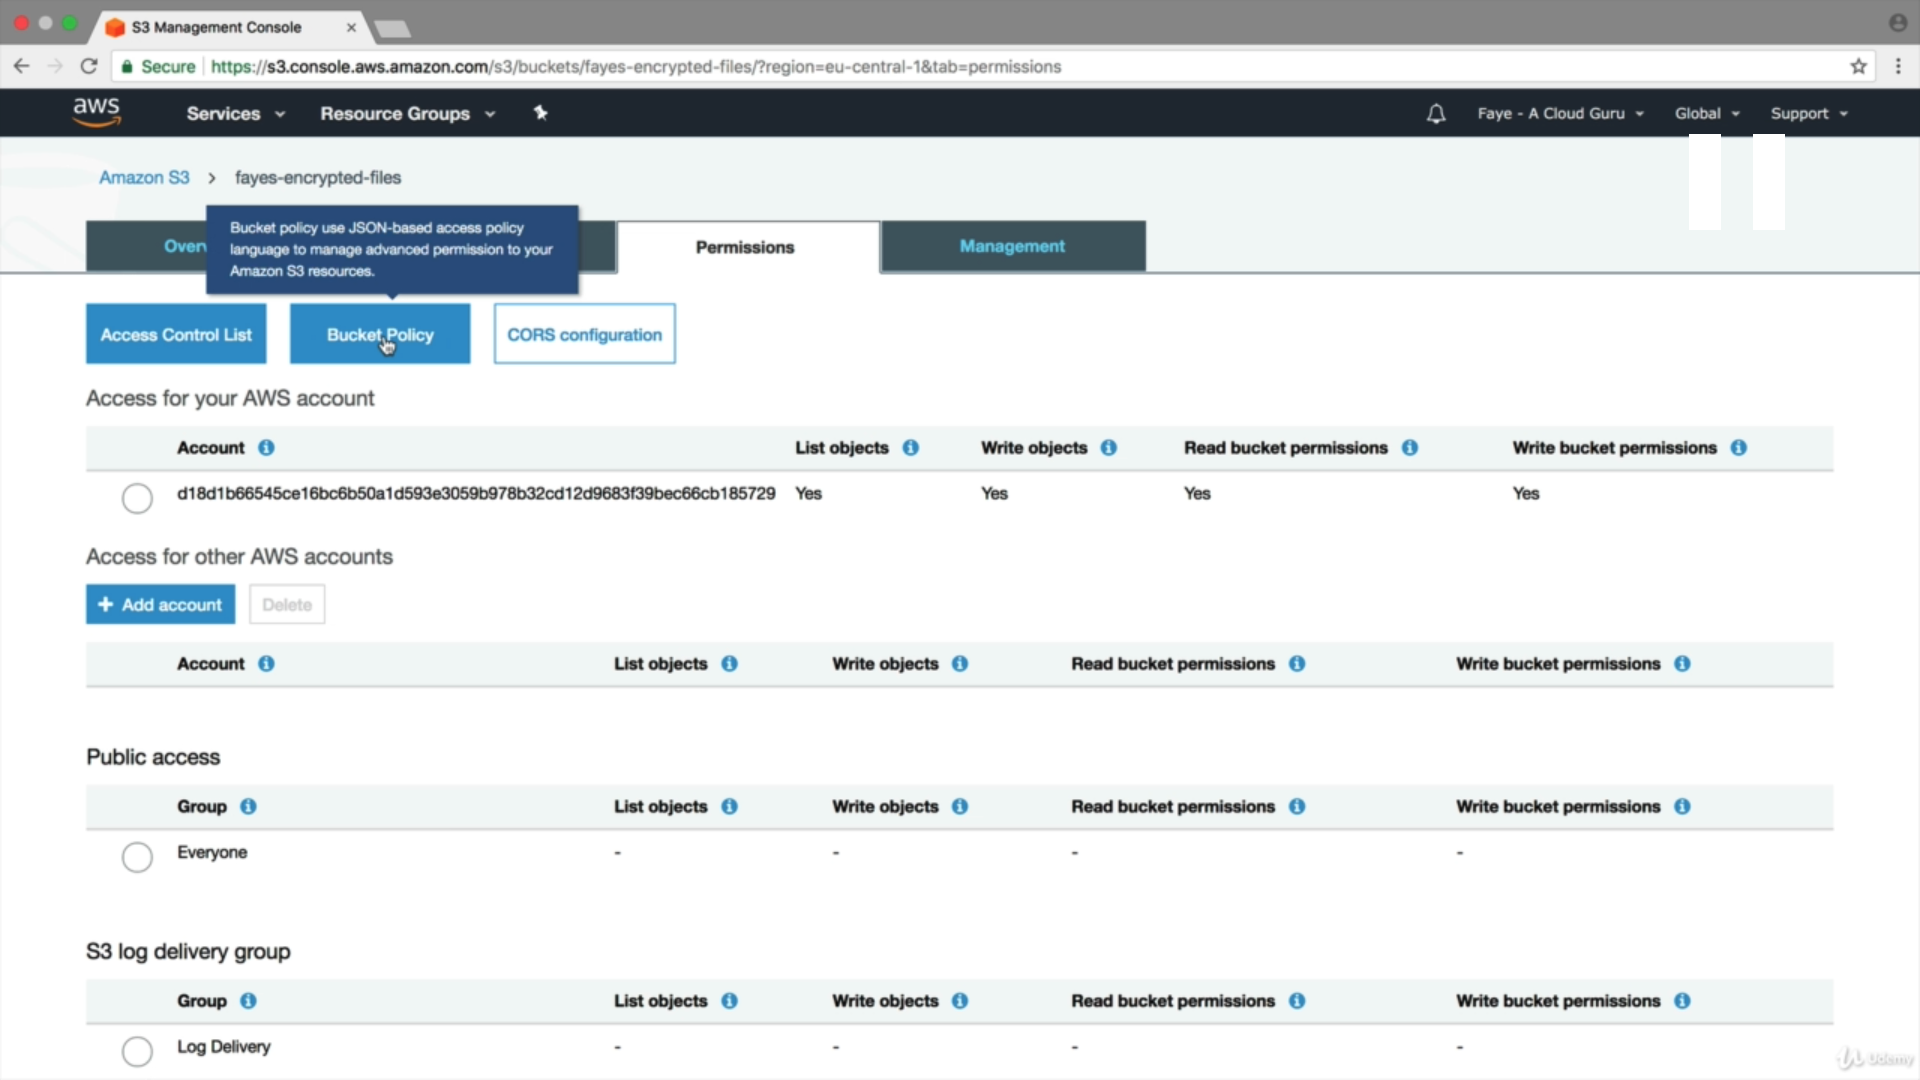 S3 Management Console
Secure https://s3.console.aws.amazon.com/s3/buckets/fayes-encrypted-files/?region=eu-central-1&tab=permissions
aws Services Resource Groups Faye - A Cloud Guru Global Support
Amazon S3 > fayes-encrypted-files
Bucket policy use JSON-based access policy
language to manage advanced permission to your
Amazon S3 resources.
Permissions Management
Access Control List Bucket Policy CORS configuration
Access for your AWS account
Account List objects Write objects Read bucket permissions Write bucket permissions
d18d1b66545ce16bc6b50a1d593e3059b978b32cd12d9683f39bec66cb185729 Yes Yes Yes Yes
Access for other AWS accounts
+ Add account Delete
Account List objects Write objects Read bucket permissions Write bucket permissions
Public access
Group List objects Write objects Read bucket permissions Write bucket permissions
Everyone - - - -
S3 log delivery group
Group List objects Write objects Read bucket permissions Write bucket permissions
Log Delivery - - - -
Udemy